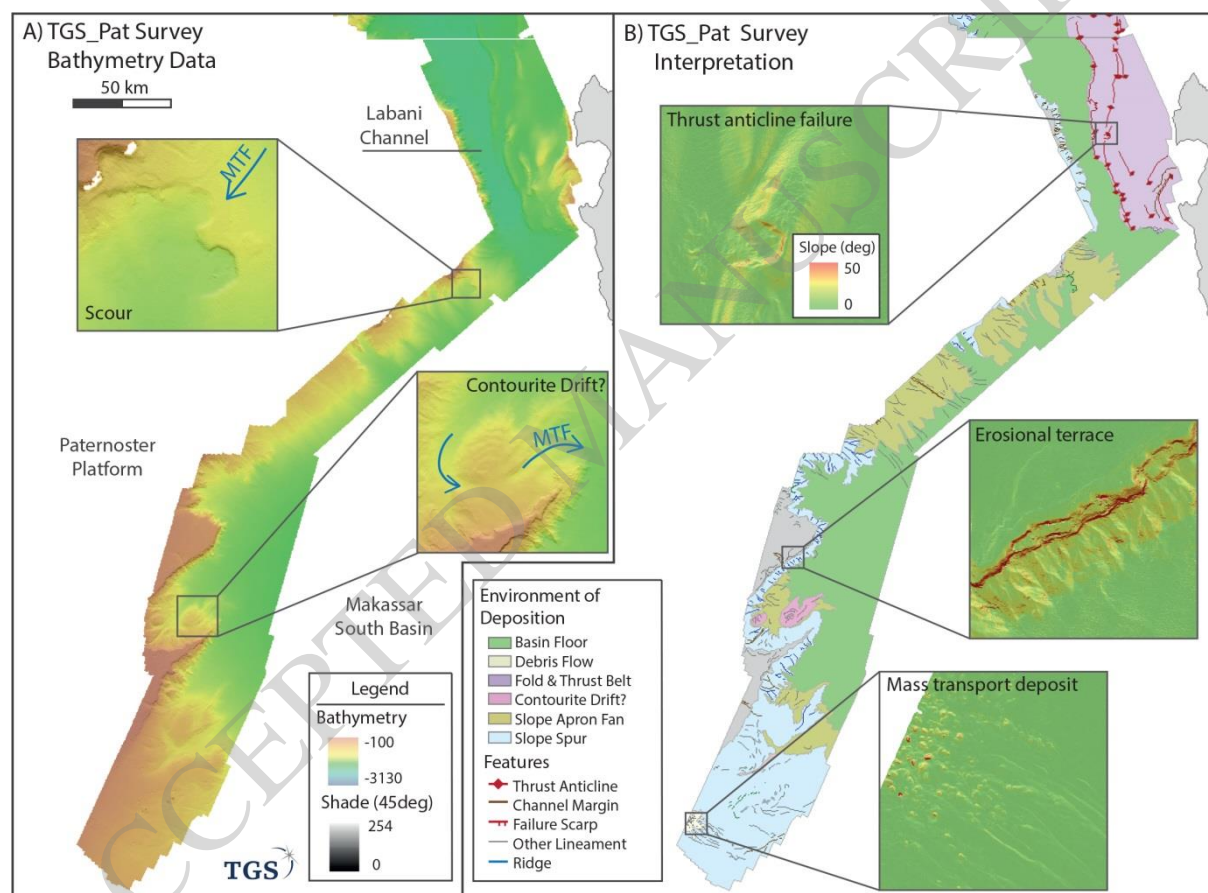 A) TGS_Pat Survey
Bathymetry Data
50 km
Labani
Channel
MTF
Scour
Contourite Drift?
MTF
Paternoster
Platform
Makassar
South Basin
Legend
Bathymetry
-100
-3130
Shade (45deg)
254
0
TGS
B) TGS_Pat Survey
Interpretation
Thrust anticline failure
Slope (deg)
50
0
Erosional terrace
Environment of
Deposition
Basin Floor
Debris Flow
Fold & Thrust Belt
Contourite Drift?
Slope Apron Fan
Slope Spur
Features
Thrust Anticline
Channel Margin
Failure Scarp
Other Lineament
Ridge
Mass transport deposit
CCEPTED MANUSCRI